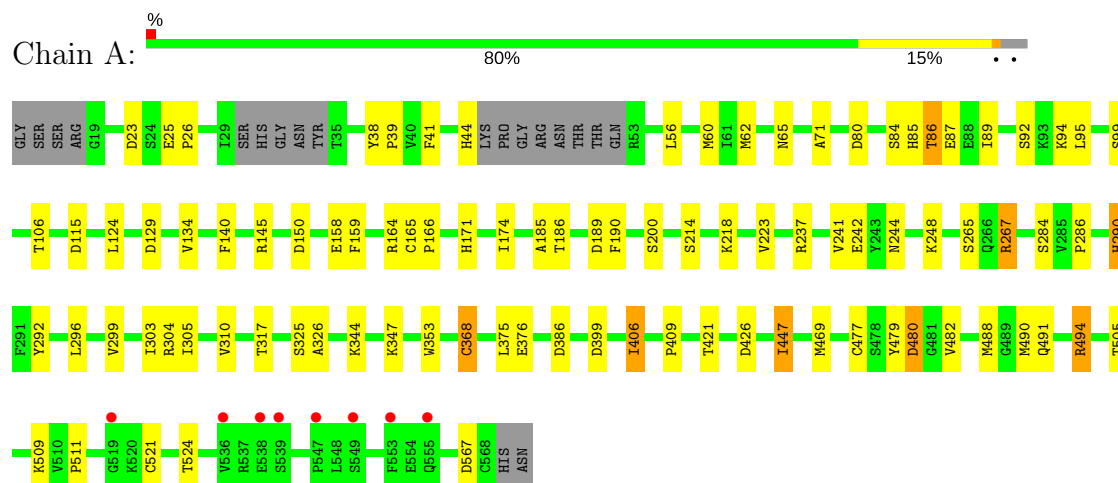 %
Chain A:
80% 15% • •
GLY SER SER ARG G19 D23 S24 E25 P26 I29 SER HIS GLY ASN TYR T35 Y38 P39 V40 F41 H44 LYS PRO GLY ARG ASN THR THR GLN R53 L56 M60 I61 M62 N65 A71 D80 S84 H85 T86 E87 E88 I89 S92 K93 K94 L95
T106 D115 L124 D129 V134 F140 R145 D150 E158 F159 R164 C165 P166 H171 I174 A185 T186 D189 F190 S200 S214 K218 V223 R237 V241 E242 Y243 N244 K248 S265 Q266 R267 S284 V285 P286
F291 Y292 L296 V299 I303 R304 I305 V310 T317 S325 A326 K344 K347 W353 C368 L375 E376 D386 D399 I406 P409 T421 D426 I447 M469 C477 S478 Y479 D480 G481 V482 M488 G489 M490 Q491 R494
K509 V510 P511 G519 K520 C521 T524 V536 R537 E538 S539 P547 L548 S549 F553 E554 Q555 D567 C568 HIS ASN